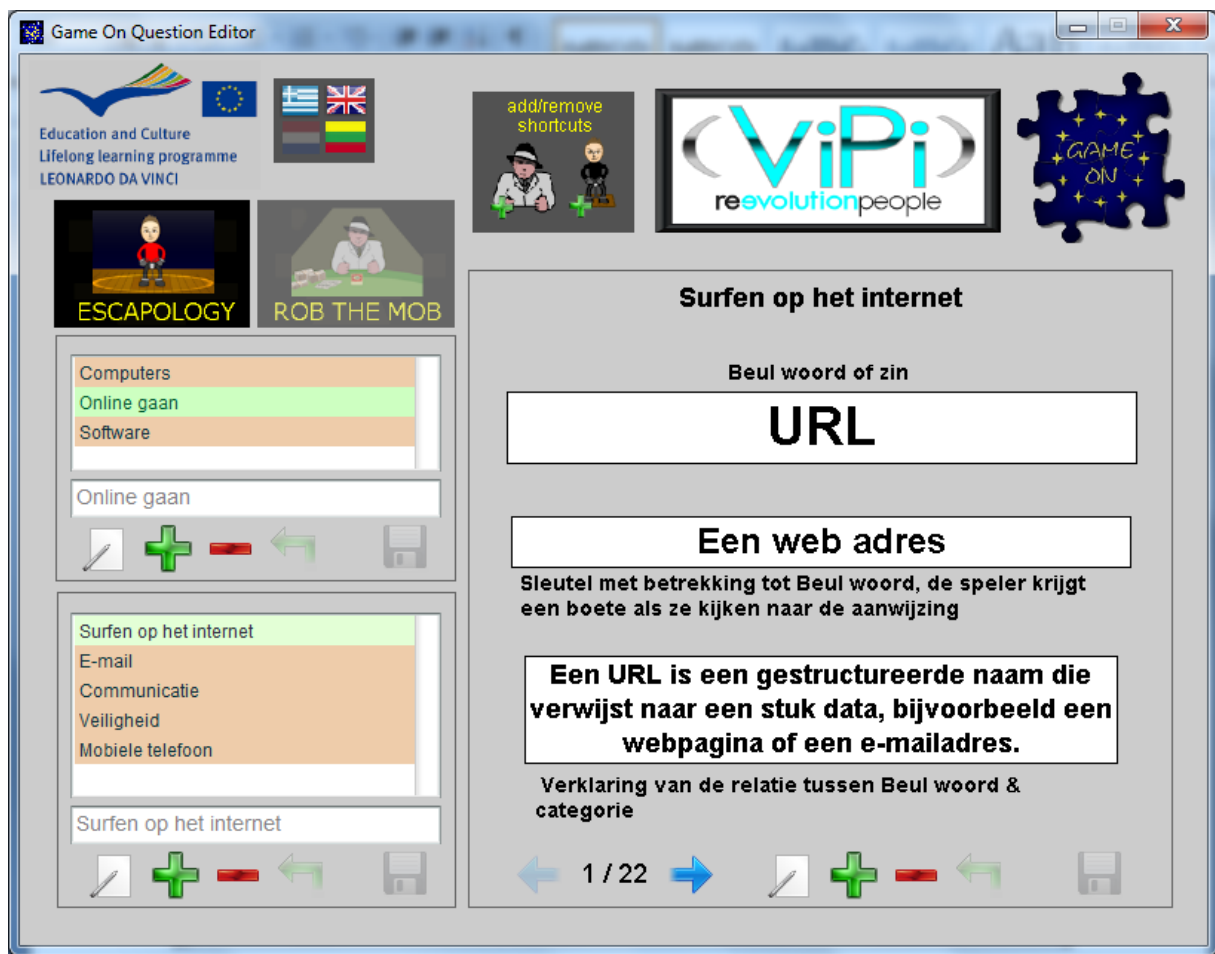 Game On Question Editor
Education and Culture
Lifelong learning programme
LEONARDO DA VINCI
add/remove
shortcuts
(ViPi)
reevolutionpeople
GAME
ON
ESCAPOLOGY
ROB THE MOB
Computers
Online gaan
Software
Online gaan
Surfen op het internet
E-mail
Communicatie
Veiligheid
Mobiele telefoon
Surfen op het internet
Surfen op het internet
Beul woord of zin
URL
Een web adres
Sleutel met betrekking tot Beul woord, de speler krijgt
een boete als ze kijken naar de aanwijzing
Een URL is een gestructureerde naam die
verwijst naar een stuk data, bijvoorbeeld een
webpagina of een e-mailadres.
Verklaring van de relatie tussen Beul woord &
categorie
1 / 22